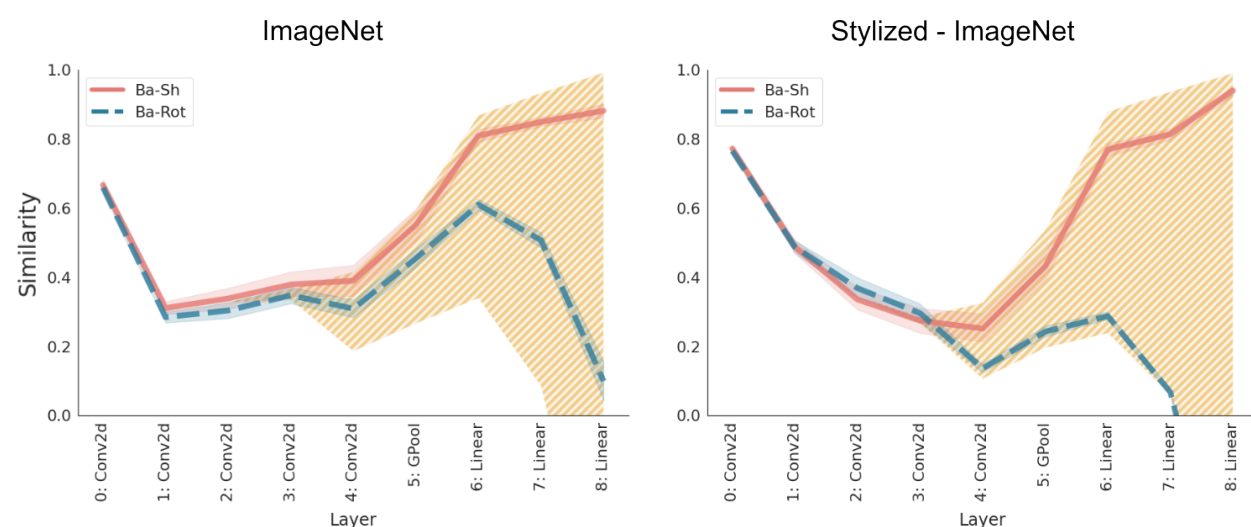 ImageNet
Similarity
1.0
0.8
0.6
0.4
0.2
0.0
Ba-Sh
Ba-Rot
0: Conv2d
1: Conv2d
2: Conv2d
3: Conv2d
4: Conv2d
5: GPool
6: Linear
7: Linear
8: Linear
Layer
Stylized - ImageNet
1.0
0.8
0.6
0.4
0.2
0.0
Ba-Sh
Ba-Rot
0: Conv2d
1: Conv2d
2: Conv2d
3: Conv2d
4: Conv2d
5: GPool
6: Linear
7: Linear
8: Linear
Layer